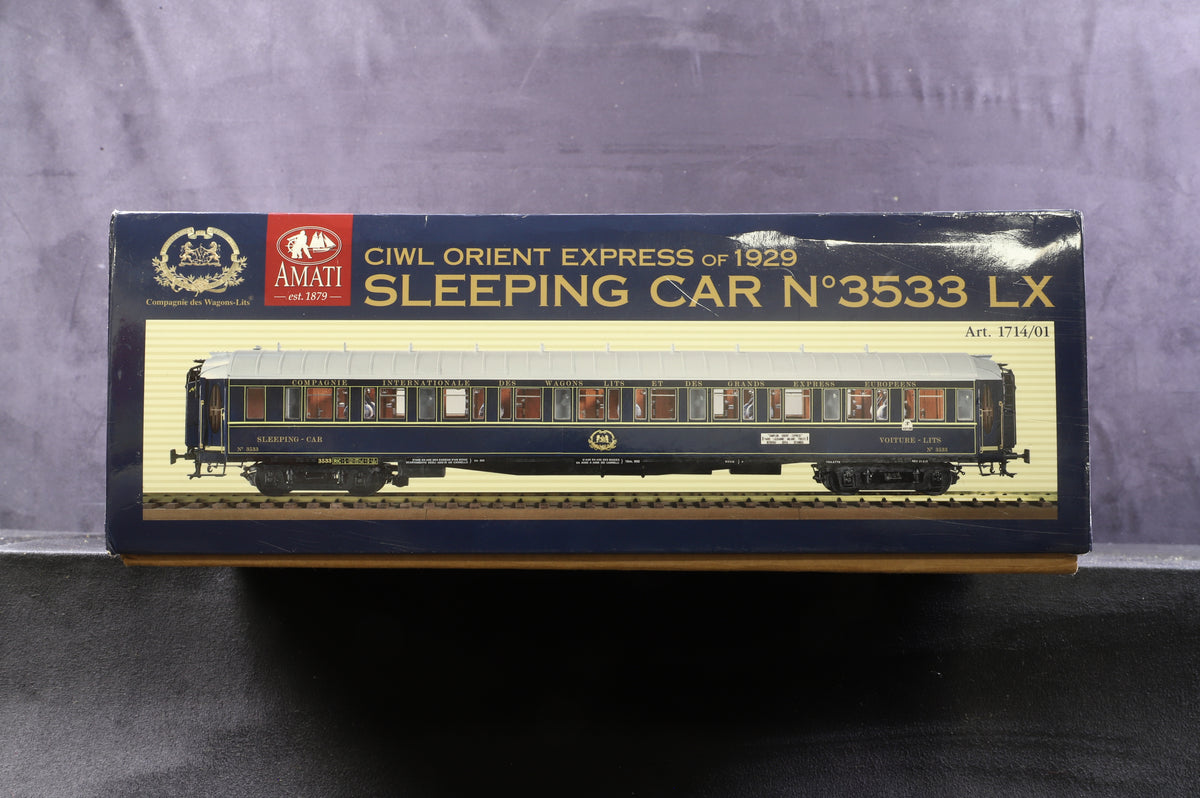 CIWL ORIENT EXPRESS OF 1929
SLEEPING CAR N°3533 LX
AMATI
est. 1879
Compagnie des Wagons-Lits®
Art. 1714/01
COMPAGNIE INTERNATIONALE DES WAGONS LITS ET DES GRANDS EXPRESS EUROPEENS
SLEEPING - CAR
VOITURE - LITS
N° 3533
N° 3533
3533